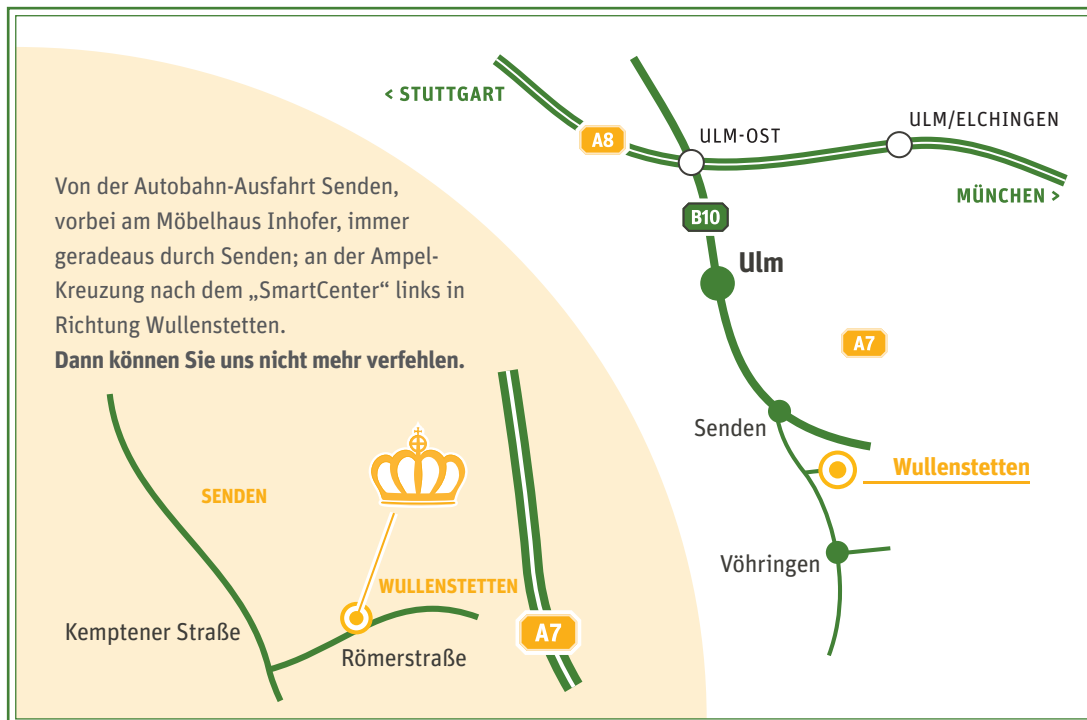 < STUTTGART
A8
ULM-OST
ULM/ELCHINGEN
MÜNCHEN >
B10
Ulm
A7
Senden
Wullenstetten
Vöhringen
Von der Autobahn-Ausfahrt Senden,
vorbei am Möbelhaus Inhofer, immer
geradeaus durch Senden; an der Ampel-
Kreuzung nach dem „SmartCenter“ links in
Richtung Wullenstetten.
Dann können Sie uns nicht mehr verfehlen.
SENDEN
WULLENSTETTEN
Kemptener Straße
Römerstraße
A7